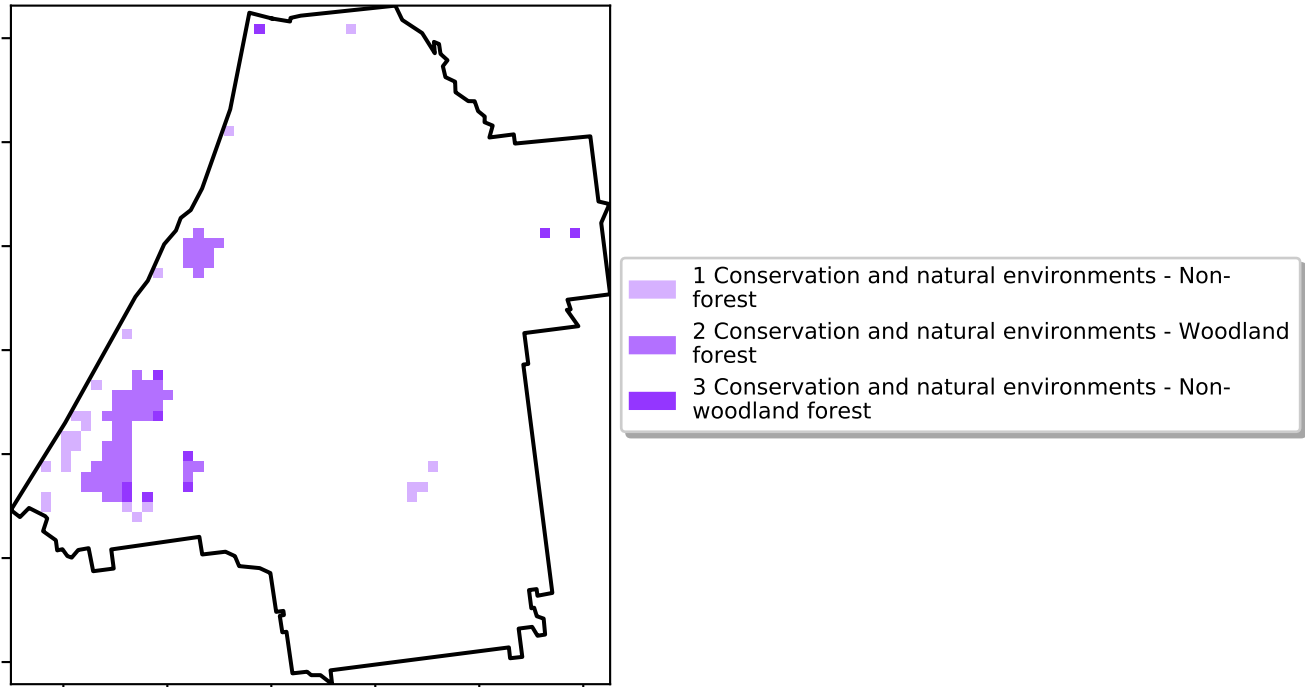 1 Conservation and natural environments - Non-
forest
2 Conservation and natural environments - Woodland
forest
3 Conservation and natural environments - Non-
woodland forest